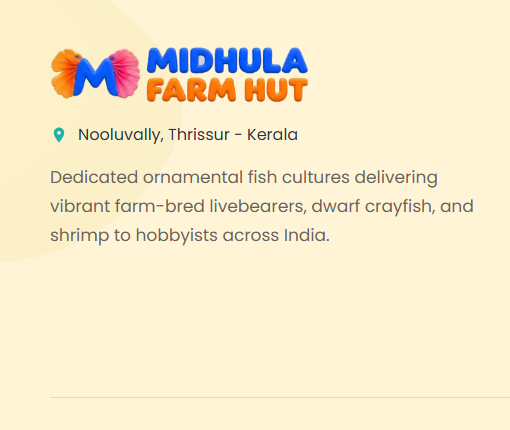 M MIDHULA
FARM HUT
Nooluvally, Thrissur - Kerala
Dedicated ornamental fish cultures delivering
vibrant farm-bred livebearers, dwarf crayfish, and
shrimp to hobbyists across India.